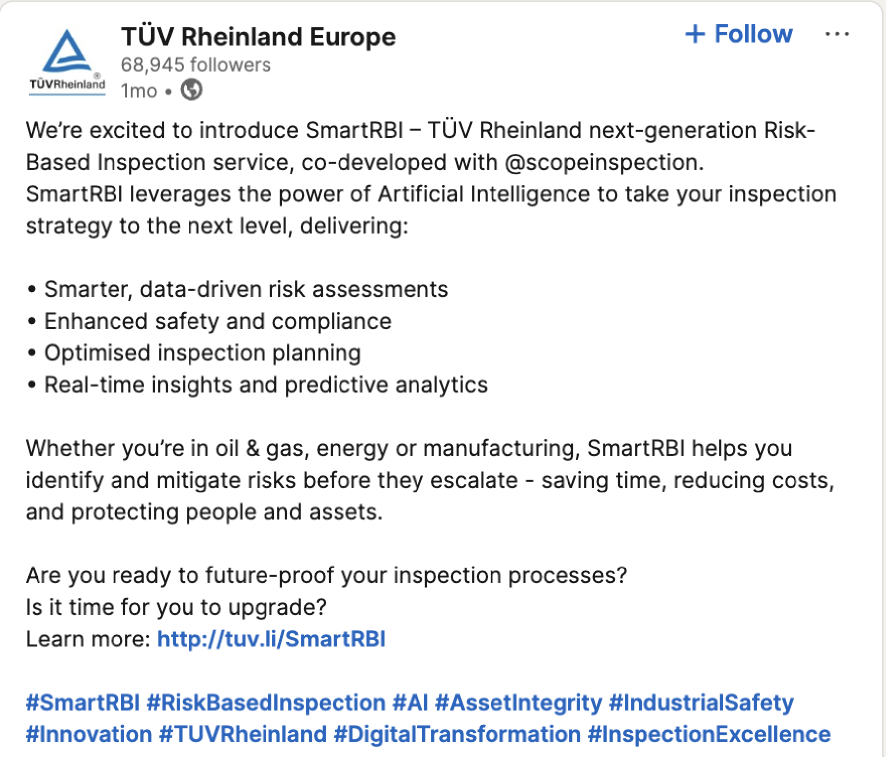 TÜV Rheinland Europe
+ Follow
68,945 followers
TÜVRheinland®
1mo •
We’re excited to introduce SmartRBI – TÜV Rheinland next-generation Risk-
Based Inspection service, co-developed with @scopeinspection.
SmartRBI leverages the power of Artificial Intelligence to take your inspection
strategy to the next level, delivering:
• Smarter, data-driven risk assessments
• Enhanced safety and compliance
• Optimised inspection planning
• Real-time insights and predictive analytics
Whether you’re in oil & gas, energy or manufacturing, SmartRBI helps you
identify and mitigate risks before they escalate - saving time, reducing costs,
and protecting people and assets.
Are you ready to future-proof your inspection processes?
Is it time for you to upgrade?
Learn more: http://tuv.li/SmartRBI
#SmartRBI #RiskBasedInspection #AI #AssetIntegrity #IndustrialSafety
#Innovation #TUVRheinland #DigitalTransformation #InspectionExcellence